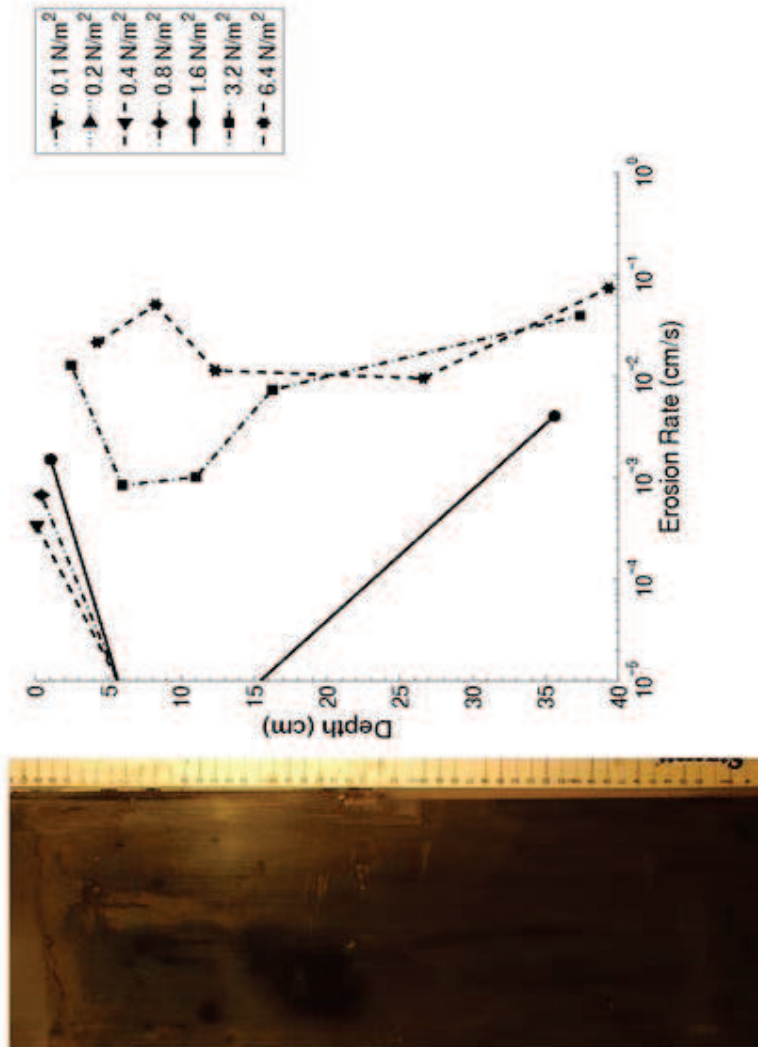 0.1 N/m²
0.2 N/m²
0.4 N/m²
0.8 N/m²
1.6 N/m²
3.2 N/m²
6.4 N/m²
Depth (cm)
0
5
10
15
20
25
30
35
40
10⁻⁵
10⁻⁴
10⁻³
10⁻²
10⁻¹
10⁰
Erosion Rate (cm/s)